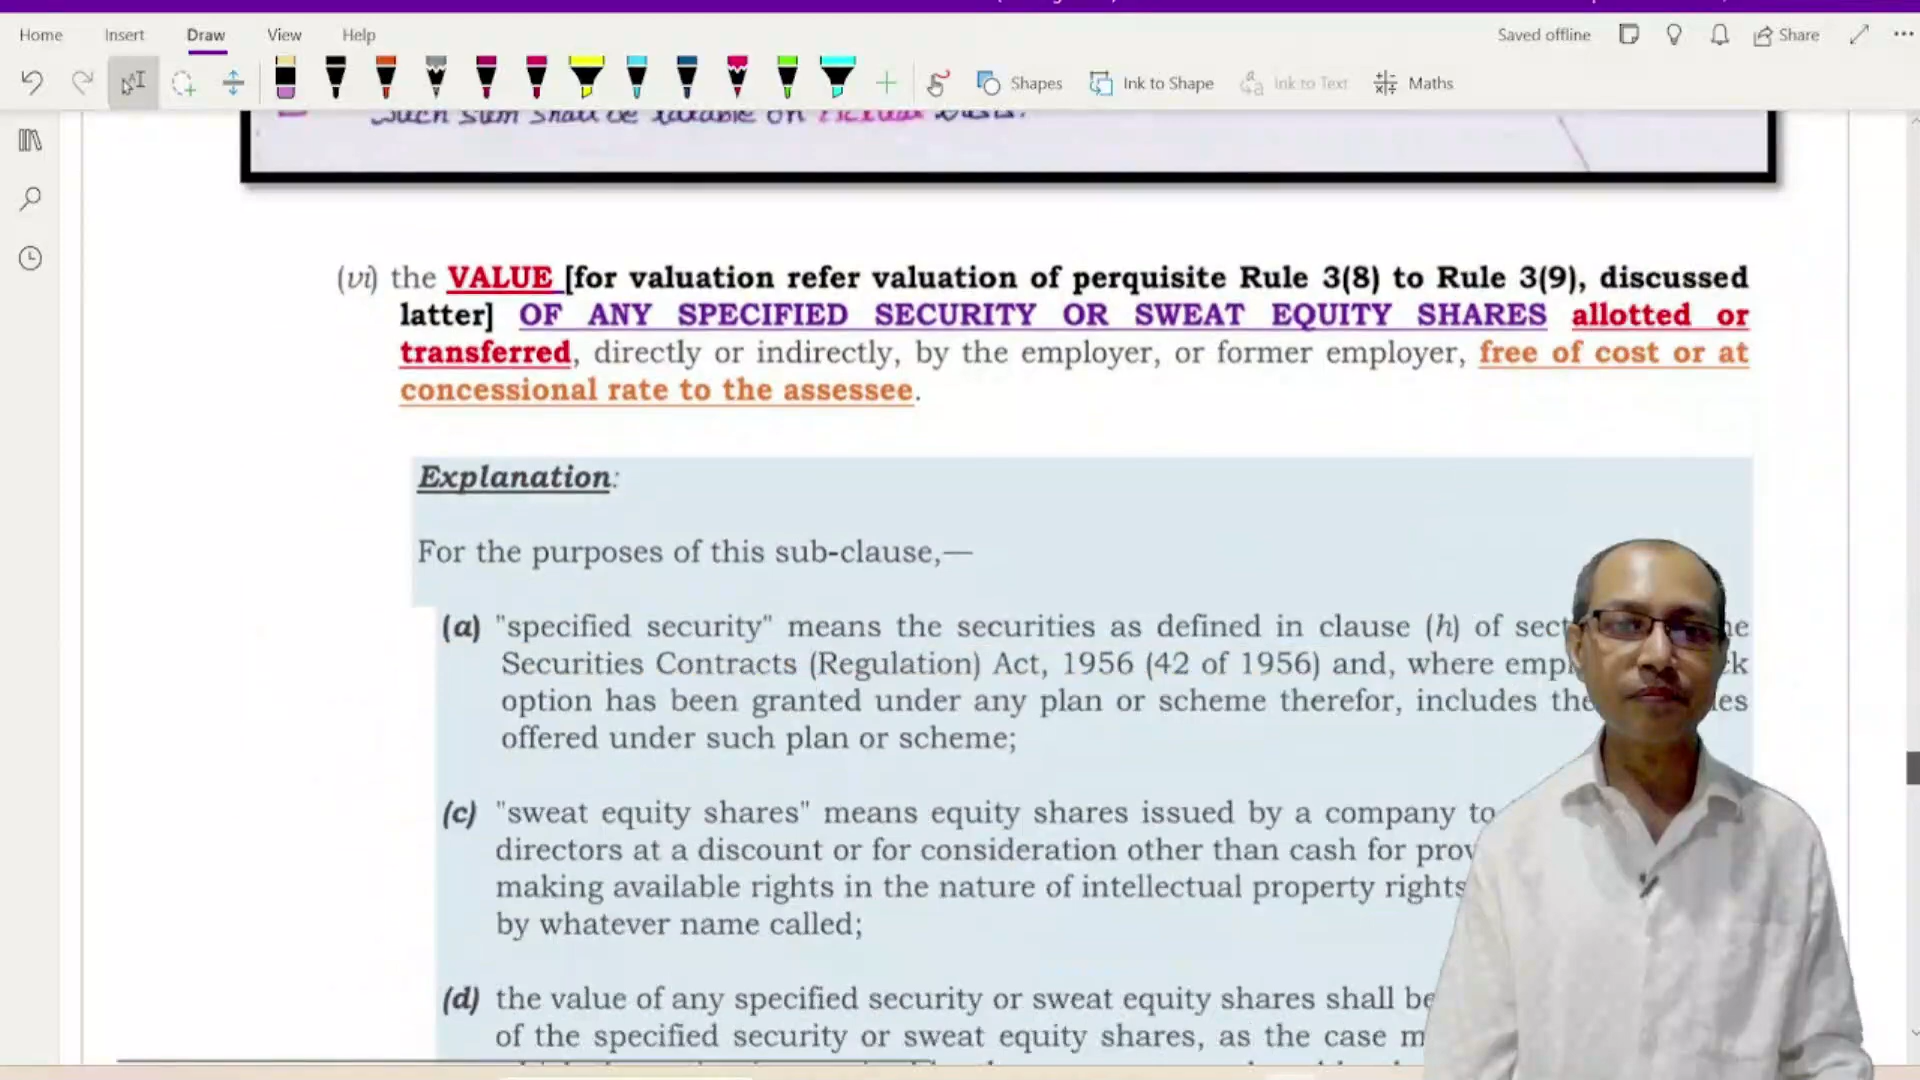 Home Insert Draw View Help Saved offline Share
Shapes Ink to Shape Ink to Text Maths
Such sum shall be taxable on basis.
(vi) the VALUE [for valuation refer valuation of perquisite Rule 3(8) to Rule 3(9), discussed
latter] OF ANY SPECIFIED SECURITY OR SWEAT EQUITY SHARES allotted or
transferred, directly or indirectly, by the employer, or former employer, free of cost or at
concessional rate to the assessee.
Explanation:
For the purposes of this sub-clause,—
(a) "specified security" means the securities as defined in clause (h) of
Securities Contracts (Regulation) Act, 1956 (42 of 1956) and, where
option has been granted under any plan or scheme therefor, includes the
offered under such plan or scheme;
(c) "sweat equity shares" means equity shares issued by a company to
directors at a discount or for consideration other than cash for
making available rights in the nature of intellectual property rights
by whatever name called;
(d) the value of any specified security or sweat equity shares shall be
of the specified security or sweat equity shares, as the case